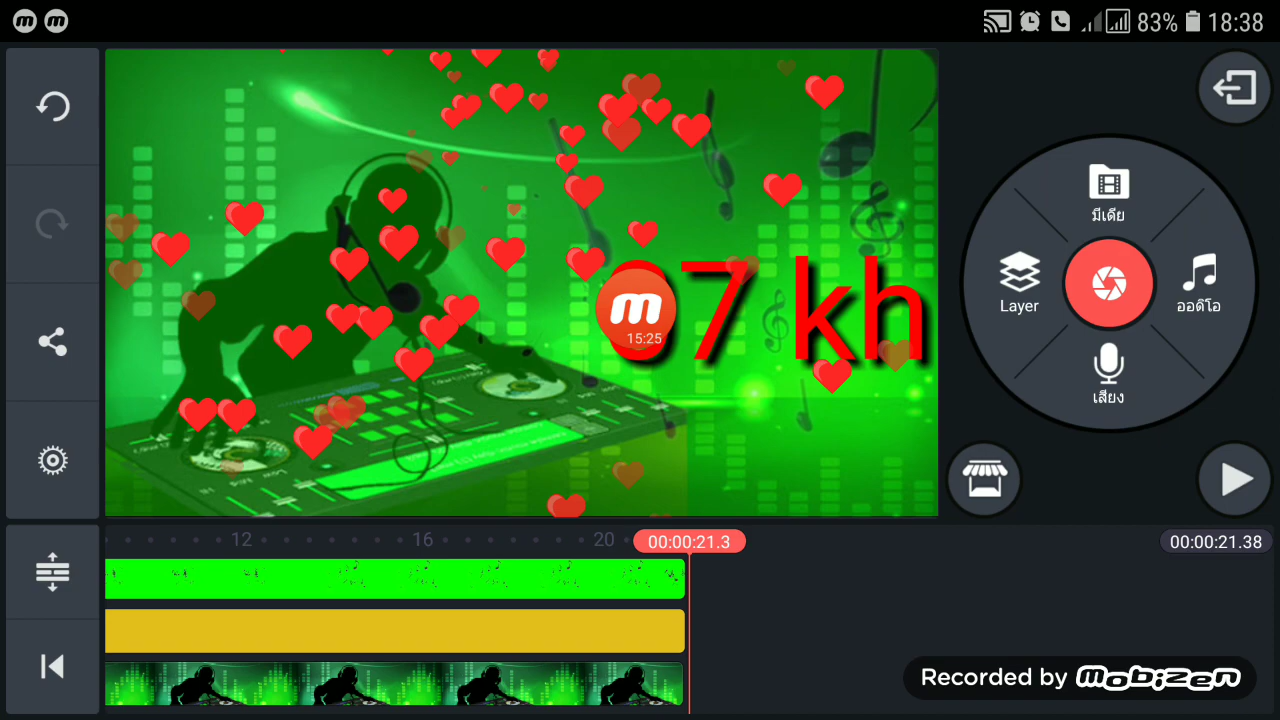 83% 18:38
มีเดีย
Layer
ออดิโอ
เสียง
7 kh
m
15:25
12
16
20
00:00:21.3
00:00:21.38
Recorded by mobizen